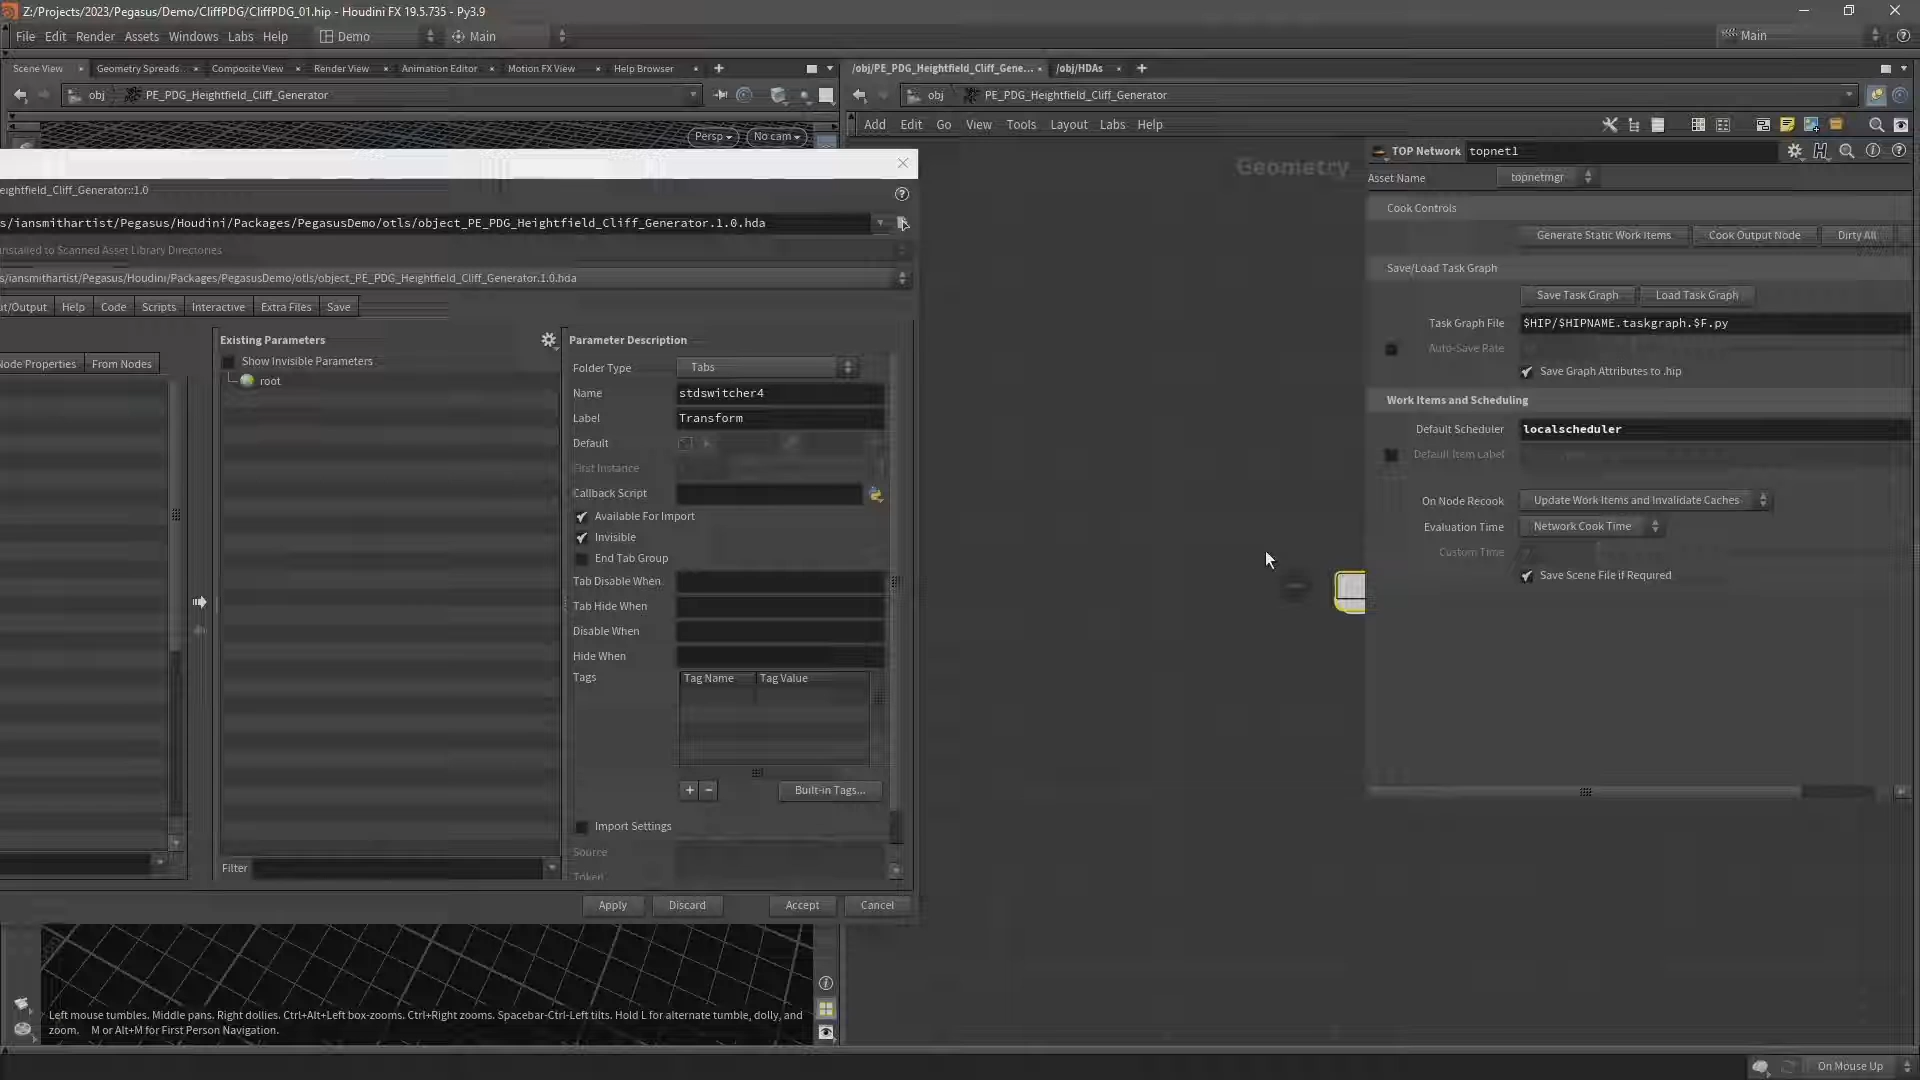 Z:/Projects/2023/Pegasus/Demo/CliffPDG/CliffPDG_01.hip - Houdini FX 19.5.735 - Py3.9
File Edit Render Assets Windows Labs Help Demo Main Main
Scene View Geometry Spreads... Composite View Render View Animation Editor Motion FX View Help Browser
obj PE_PDG_Heightfield_Cliff_Generator
Persp No cam
eightfield_Cliff_Generator::1.0
s/iansmithartist/Pegasus/Houdini/Packages/PegasusDemo/otls/object_PE_PDG_Heightfield_Cliff_Generator.1.0.hda
nstalled to Scanned Asset Library Directories
s/iansmithartist/Pegasus/Houdini/Packages/PegasusDemo/otls/object_PE_PDG_Heightfield_Cliff_Generator.1.0.hda
ut/Output Help Code Scripts Interactive Extra Files Save
Node Properties From Nodes
Existing Parameters
Show Invisible Parameters
root
Filter
Parameter Description
Folder Type Tabs
Name stdswitcher4
Label Transform
Default
First Instance
Callback Script
Available For Import
Invisible
End Tab Group
Tab Disable When
Tab Hide When
Disable When
Hide When
Tags Tag Name Tag Value
+ - Built-in Tags...
Import Settings
Source
Token
Apply Discard Accept Cancel
Left mouse tumbles. Middle pans. Right dollies. Ctrl+Alt+Left box-zooms. Ctrl+Right zooms. Spacebar-Ctrl-Left tilts. Hold L for alternate tumble, dolly, and
zoom. M or Alt+M for First Person Navigation.
/obj/PE_PDG_Heightfield_Cliff_Gene... /obj/HDAs
obj PE_PDG_Heightfield_Cliff_Generator
Add Edit Go View Tools Layout Labs Help
Geometry
TOP Network topnet1
Asset Name topnetmgr
Cook Controls
Generate Static Work Items Cook Output Node Dirty All
Save/Load Task Graph
Save Task Graph Load Task Graph
Task Graph File $HIP/$HIPNAME.taskgraph.$F.py
Auto-Save Rate
Save Graph Attributes to .hip
Work Items and Scheduling
Default Scheduler localscheduler
Default Item Label
On Node Recook Update Work Items and Invalidate Caches
Evaluation Time Network Cook Time
Custom Time
Save Scene File if Required
On Mouse Up